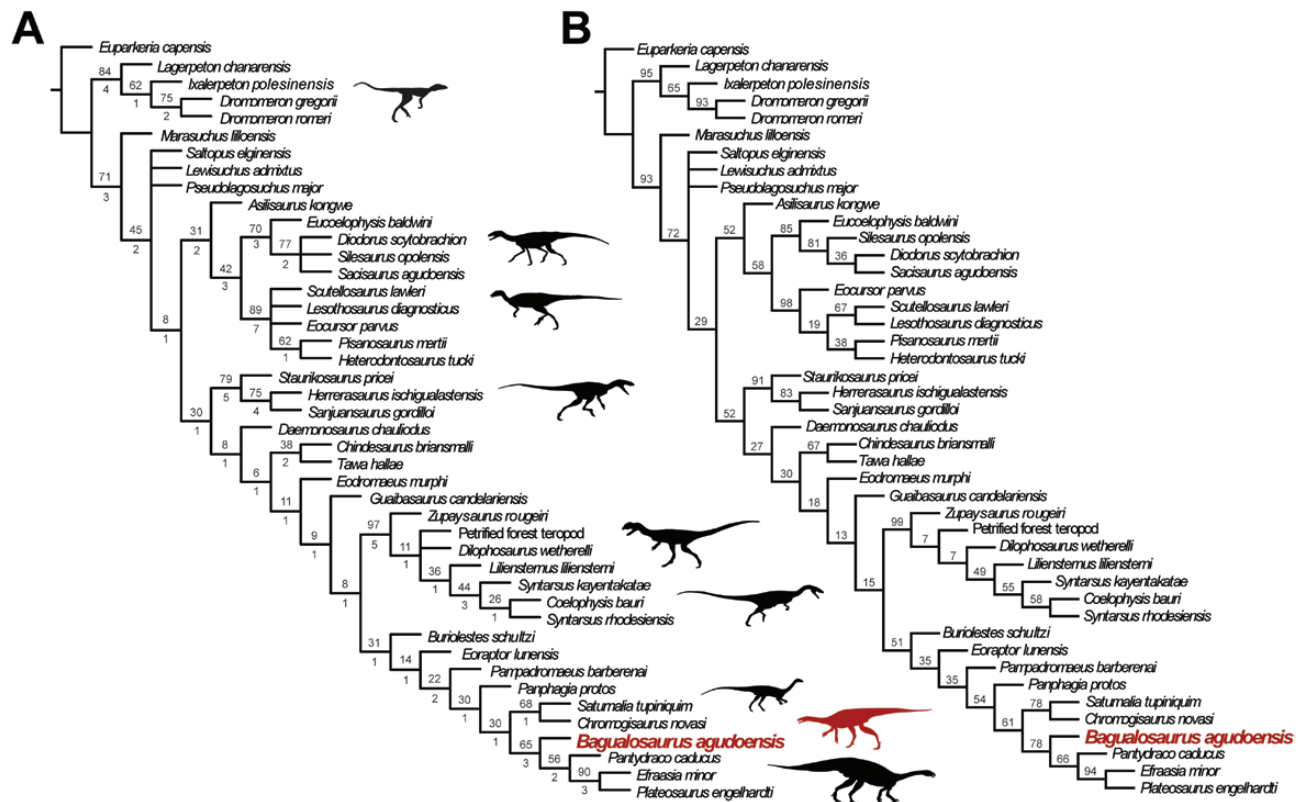 A
Euparkeria capensis
Lagerpeton chanarensis
84
4
Ixalerpeton polesinensis
62
1
Dromomeron gregorii
75
2
Dromomeron romeri
Marasuchus lilloensis
71
3
Saltopus elginensis
Lewisuchus admixtus
Pseudolagosuchus major
45
2
Asilisaurus kongwe
31
2
Eucoelophysis baldwini
70
3
Diodorus scytobrachion
77
2
Silesaurus opolensis
Sacisaurus agudoensis
42
3
Scutellosaurus lawleri
Lesothosaurus diagnosticus
89
7
Eocursor parvus
Pisanosaurus mertii
62
1
Heterodontosaurus tucki
8
1
Staurikosaurus pricei
79
5
Herrerasaurus ischigualastensis
75
4
Sanjuansaurus gordilloi
30
1
Daemonosaurus chauliodus
8
1
Chindesaurus briansmalli
38
2
Tawa hallae
6
1
Eodromaeus murphi
11
1
Guaibasaurus candelariensis
9
1
Zupaysaurus rougeiri
97
5
Petrified forest teropod
Dilophosaurus wetherelli
11
1
Liliensternus liliensterni
36
1
Syntarsus kayentakatae
44
3
Coelophysis bauri
26
1
Syntarsus rhodesiensis
8
1
Buriolestes schultzi
31
1
Eoraptor lunensis
14
1
Pampadromaeus barberenai
22
2
Panphagia protos
30
1
Saturnalia tupiniquim
68
1
Chromogisaurus novasi
30
1
Bagualosaurus agudoensis
65
3
Pantydraco caducus
56
2
Efraasia minor
90
3
Plateosaurus engelhardti
B
Euparkeria capensis
Lagerpeton chanarensis
95
Ixalerpeton polesinensis
65
Dromomeron gregorii
93
Dromomeron romeri
Marasuchus lilloensis
93
Saltopus elginensis
Lewisuchus admixtus
Pseudolagosuchus major
72
Asilisaurus kongwe
52
Eucoelophysis baldwini
85
Silesaurus opolensis
81
Diodorus scytobrachion
36
Sacisaurus agudoensis
58
Eocursor parvus
98
Scutellosaurus lawleri
67
Lesothosaurus diagnosticus
19
Pisanosaurus mertii
38
Heterodontosaurus tucki
29
Staurikosaurus pricei
91
Herrerasaurus ischigualastensis
83
Sanjuansaurus gordilloi
52
Daemonosaurus chauliodus
27
Chindesaurus briansmalli
67
Tawa hallae
30
Eodromaeus murphi
18
Guaibasaurus candelariensis
13
Zupaysaurus rougeiri
99
Petrified forest teropod
7
Dilophosaurus wetherelli
7
Liliensternus liliensterni
49
Syntarsus kayentakatae
55
Coelophysis bauri
58
Syntarsus rhodesiensis
15
Buriolestes schultzi
51
Eoraptor lunensis
35
Pampadromaeus barberenai
35
Panphagia protos
54
Saturnalia tupiniquim
78
Chromogisaurus novasi
61
Bagualosaurus agudoensis
78
Pantydraco caducus
66
Efraasia minor
94
Plateosaurus engelhardti